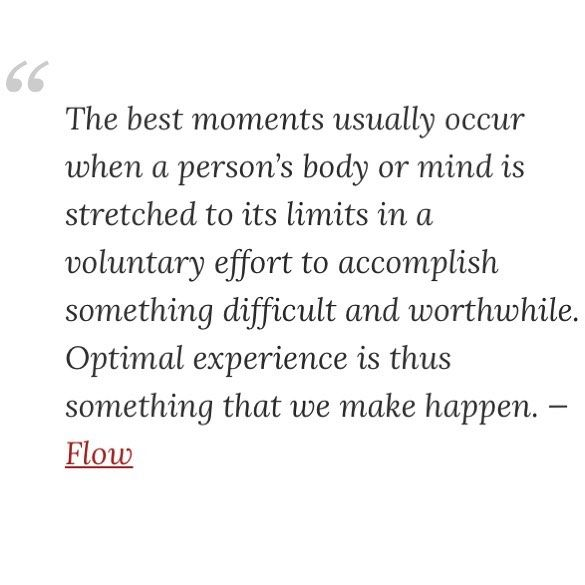 “
The best moments usually occur
when a person’s body or mind is
stretched to its limits in a
voluntary effort to accomplish
something difficult and worthwhile.
Optimal experience is thus
something that we make happen. —
Flow